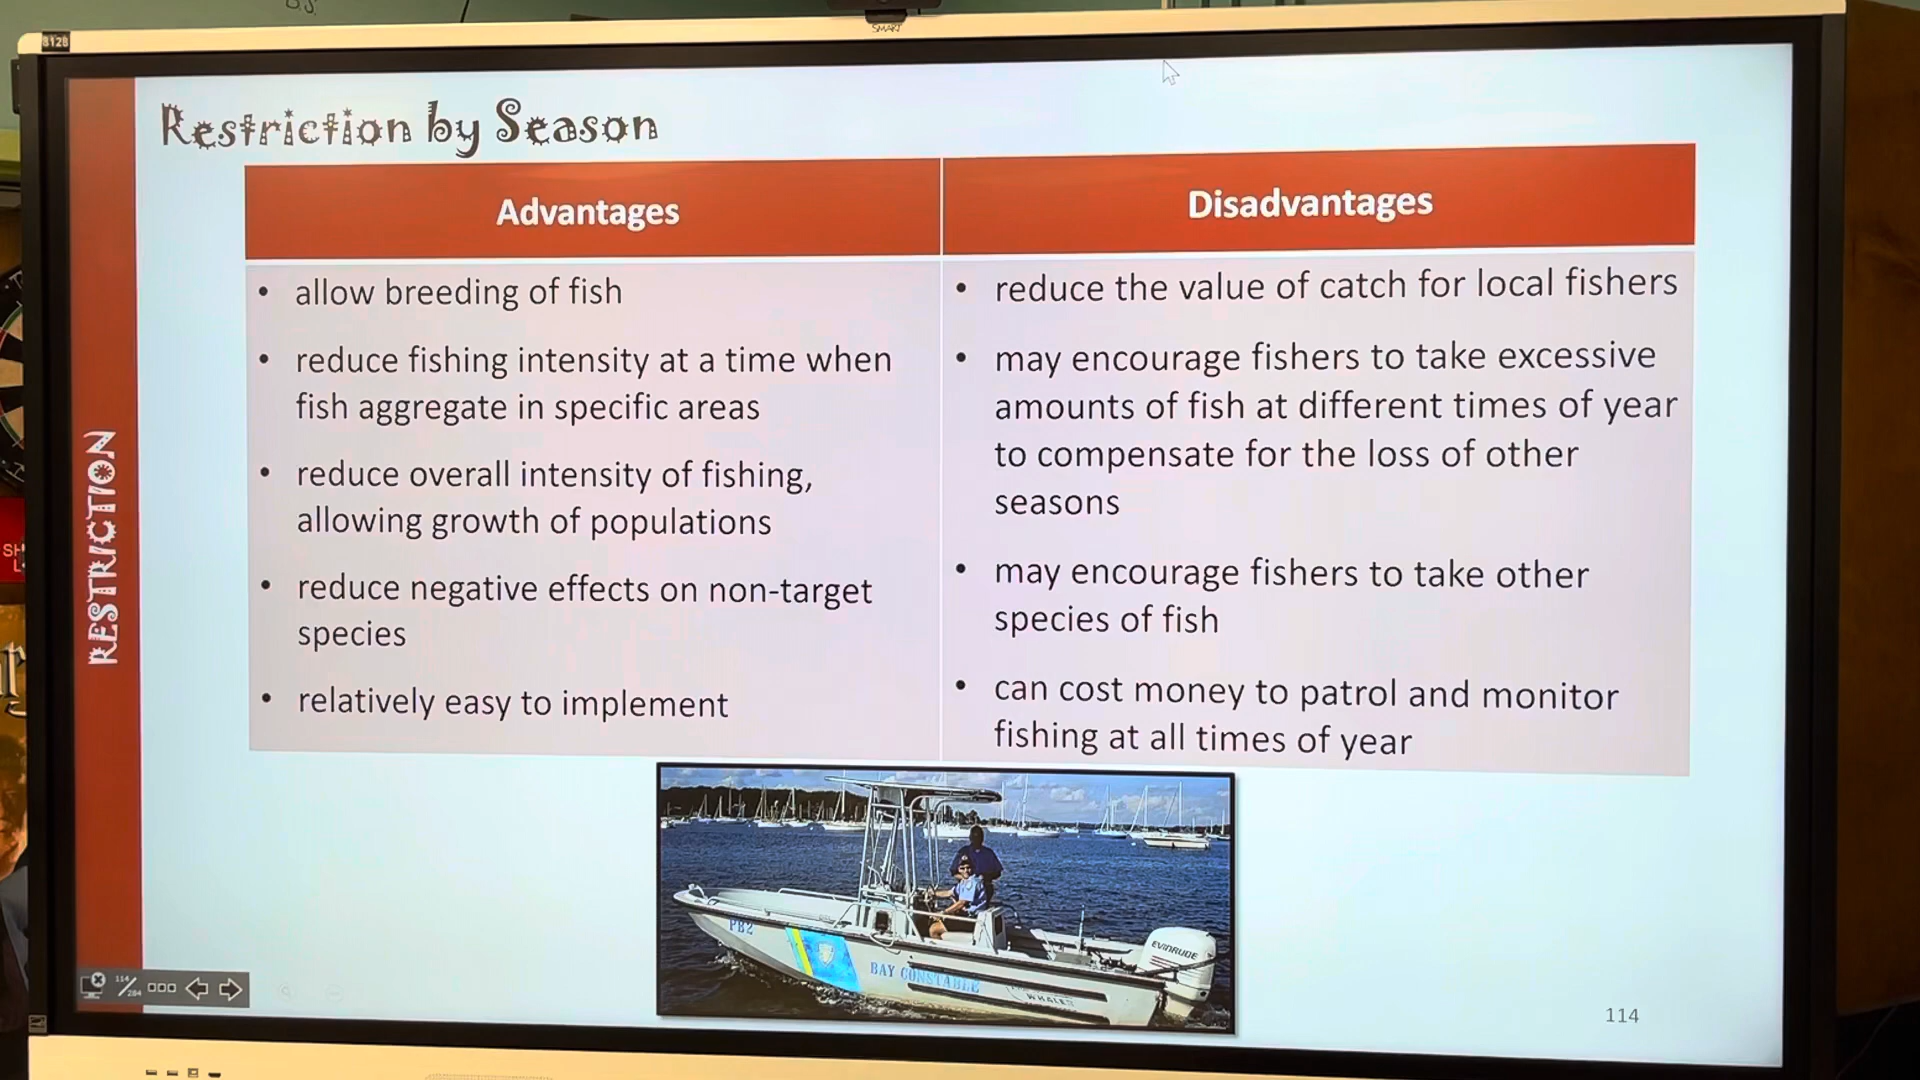 8128
SMART
Restriction by Season
RESTRICTION
Advantages
Disadvantages
• allow breeding of fish
• reduce fishing intensity at a time when
fish aggregate in specific areas
• reduce overall intensity of fishing,
allowing growth of populations
• reduce negative effects on non-target
species
• relatively easy to implement
• reduce the value of catch for local fishers
• may encourage fishers to take excessive
amounts of fish at different times of year
to compensate for the loss of other
seasons
• may encourage fishers to take other
species of fish
• can cost money to patrol and monitor
fishing at all times of year
PB2
BAY CONSTABLE
WHALER
EVINRUDE
114/284
114